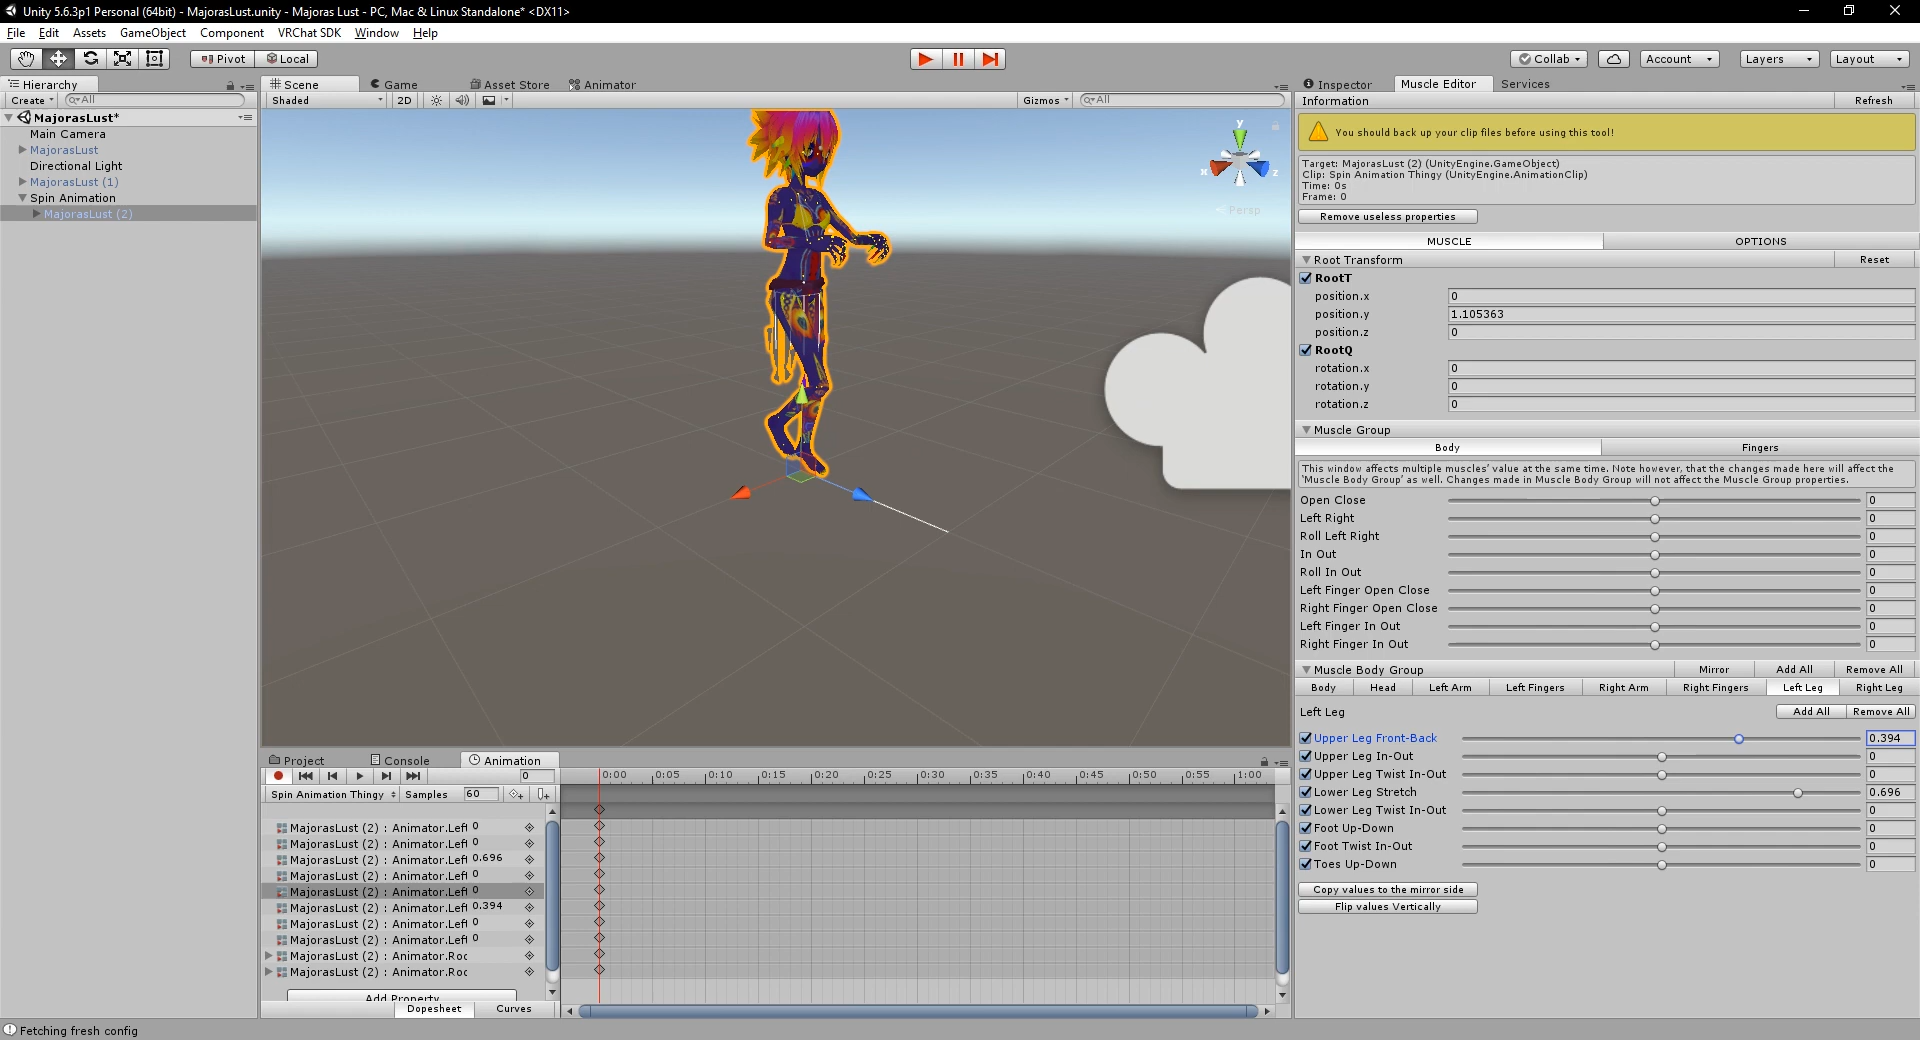 Unity 5.6.3p1 Personal (64bit) - MajorasLust.unity - Majoras Lust - PC, Mac & Linux Standalone* <DX11>
File Edit Assets GameObject Component VRChat SDK Window Help
Pivot Local Collab Account Layers Layout
Hierarchy
Create All
MajorasLust*
Main Camera
MajorasLust
Directional Light
MajorasLust (1)
Spin Animation
MajorasLust (2)
Scene Game Asset Store Animator
Shaded 2D Gizmos All
y
x
z
Persp
Project Console Animation
0
Spin Animation Thingy Samples 60
0:00 0:05 0:10 0:15 0:20 0:25 0:30 0:35 0:40 0:45 0:50 0:55 1:00
MajorasLust (2) : Animator.Left 0
MajorasLust (2) : Animator.Left 0
MajorasLust (2) : Animator.Left 0.696
MajorasLust (2) : Animator.Left 0
MajorasLust (2) : Animator.Left 0
MajorasLust (2) : Animator.Left 0.394
MajorasLust (2) : Animator.Left 0
MajorasLust (2) : Animator.Left 0
MajorasLust (2) : Animator.Roo
MajorasLust (2) : Animator.Roo
Add Property
Dopesheet Curves
Inspector Muscle Editor Services
Information Refresh
You should back up your clip files before using this tool!
Target: MajorasLust (2) (UnityEngine.GameObject)
Clip: Spin Animation Thingy (UnityEngine.AnimationClip)
Time: 0s
Frame: 0
Remove useless properties
MUSCLE OPTIONS
Root Transform Reset
RootT
position.x 0
position.y 1.105363
position.z 0
RootQ
rotation.x 0
rotation.y 0
rotation.z 0
Muscle Group
Body Fingers
This window affects multiple muscles' value at the same time. Note however, that the changes made here will affect the
'Muscle Body Group' as well. Changes made in Muscle Body Group will not affect the Muscle Group properties.
Open Close 0
Left Right 0
Roll Left Right 0
In Out 0
Roll In Out 0
Left Finger Open Close 0
Right Finger Open Close 0
Left Finger In Out 0
Right Finger In Out 0
Muscle Body Group Mirror Add All Remove All
Body Head Left Arm Left Fingers Right Arm Right Fingers Left Leg Right Leg
Left Leg Add All Remove All
Upper Leg Front-Back 0.394
Upper Leg In-Out 0
Upper Leg Twist In-Out 0
Lower Leg Stretch 0.696
Lower Leg Twist In-Out 0
Foot Up-Down 0
Foot Twist In-Out 0
Toes Up-Down 0
Copy values to the mirror side
Flip values Vertically
Fetching fresh config